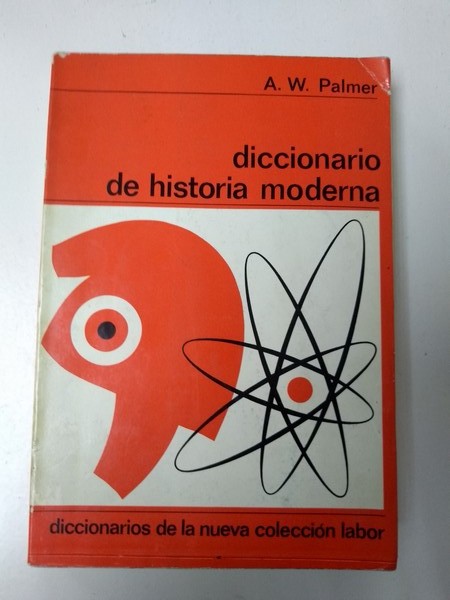 A. W. Palmer
diccionario
de historia moderna
diccionarios de la nueva colección labor